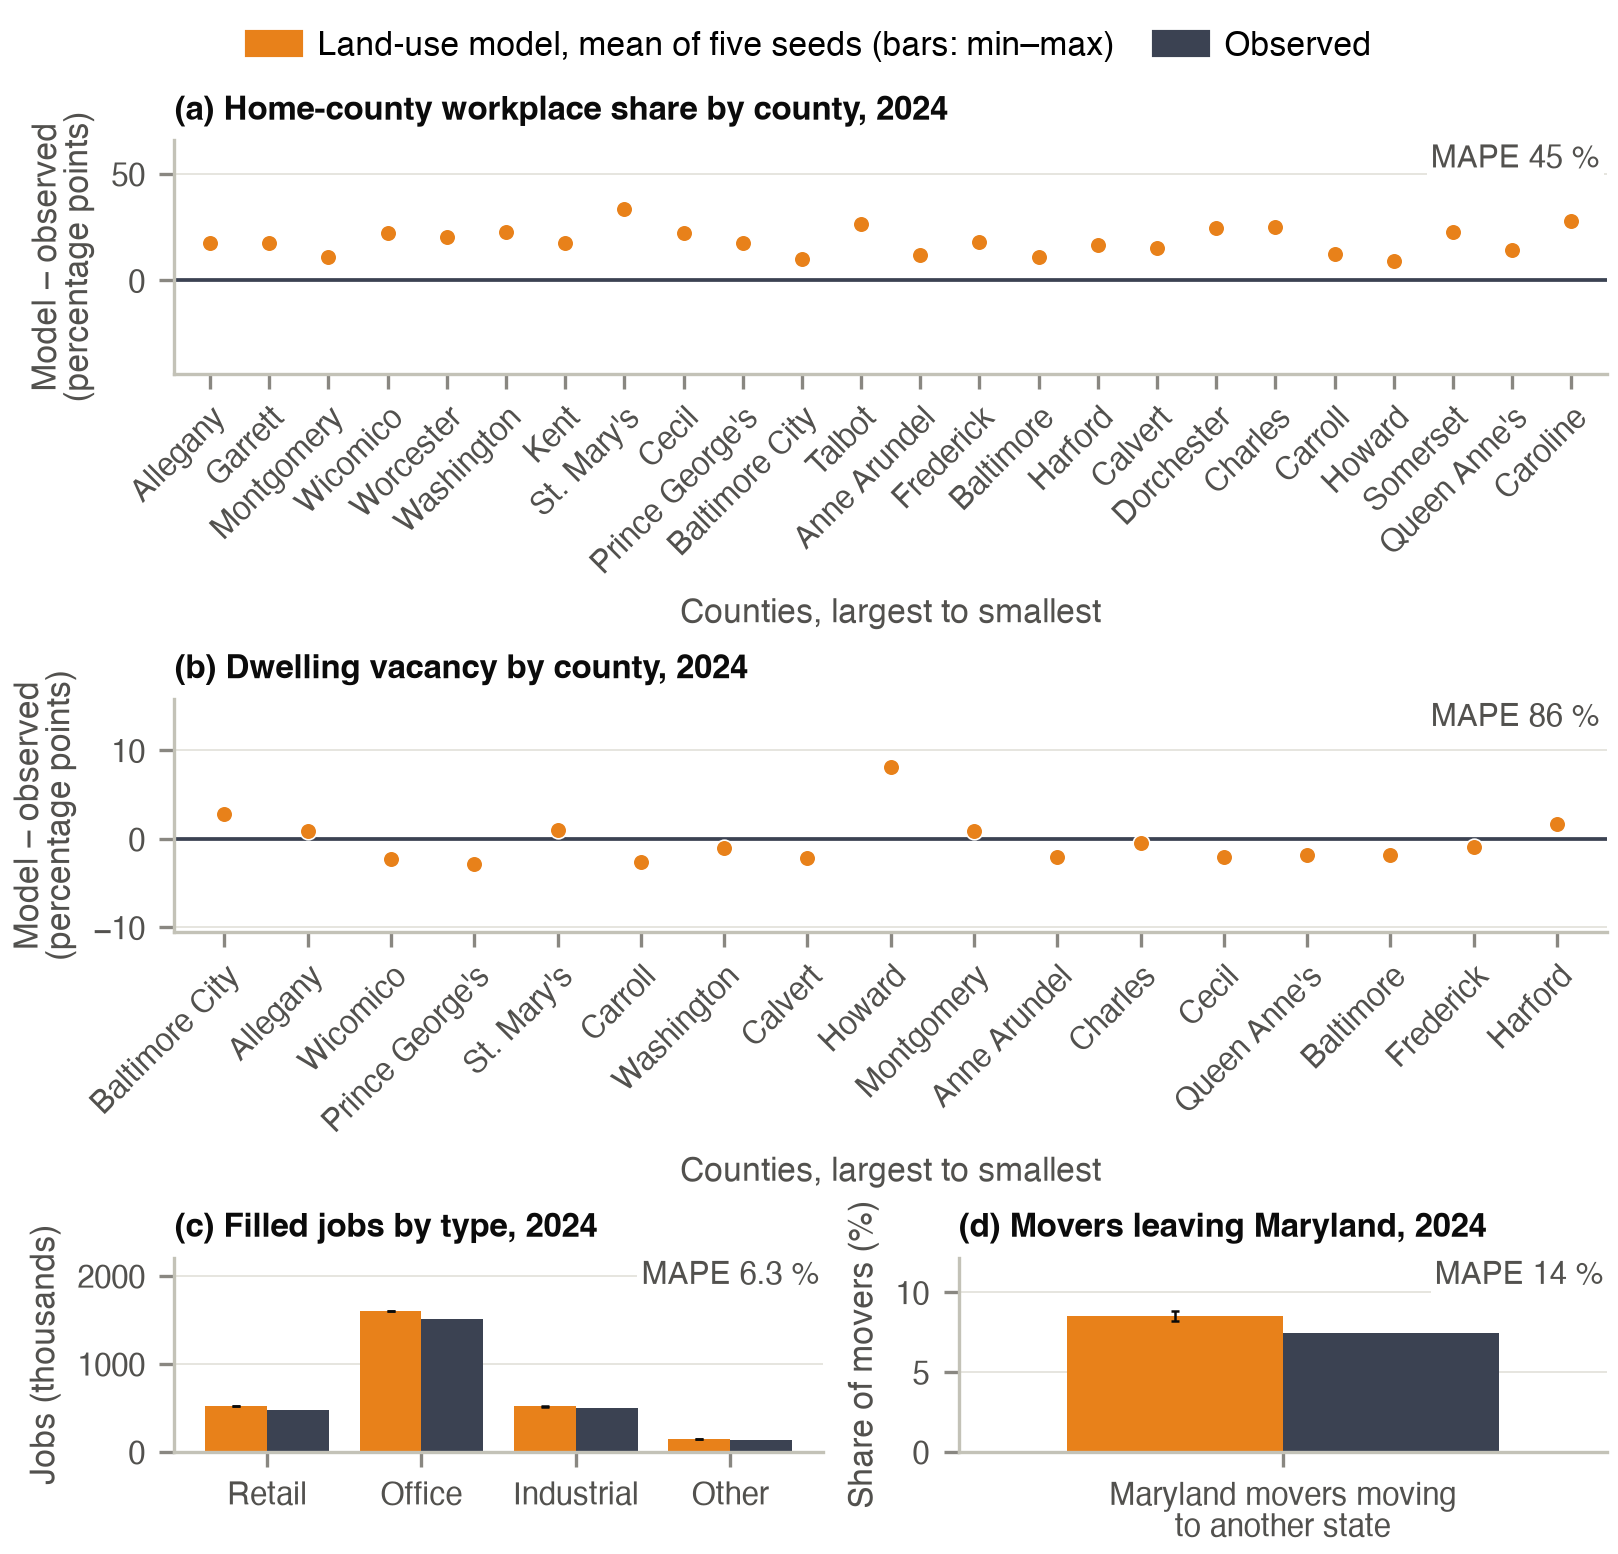 Land-use model, mean of five seeds (bars: min–max)
Observed
(a) Home-county workplace share by county, 2024
Model – observed
(percentage points)
50
0
MAPE 45 %
Allegany
Garrett
Montgomery
Wicomico
Worcester
Washington
Kent
St. Mary's
Cecil
Prince George's
Baltimore City
Talbot
Anne Arundel
Frederick
Baltimore
Harford
Calvert
Dorchester
Charles
Carroll
Howard
Somerset
Queen Anne's
Caroline
Counties, largest to smallest
(b) Dwelling vacancy by county, 2024
Model – observed
(percentage points)
10
0
−10
MAPE 86 %
Baltimore City
Allegany
Wicomico
Prince George's
St. Mary's
Carroll
Washington
Calvert
Howard
Montgomery
Anne Arundel
Charles
Cecil
Queen Anne's
Baltimore
Frederick
Harford
Counties, largest to smallest
(c) Filled jobs by type, 2024
Jobs (thousands)
2000
1000
0
MAPE 6.3 %
Retail
Office
Industrial
Other
(d) Movers leaving Maryland, 2024
Share of movers (%)
10
5
0
MAPE 14 %
Maryland movers moving
to another state